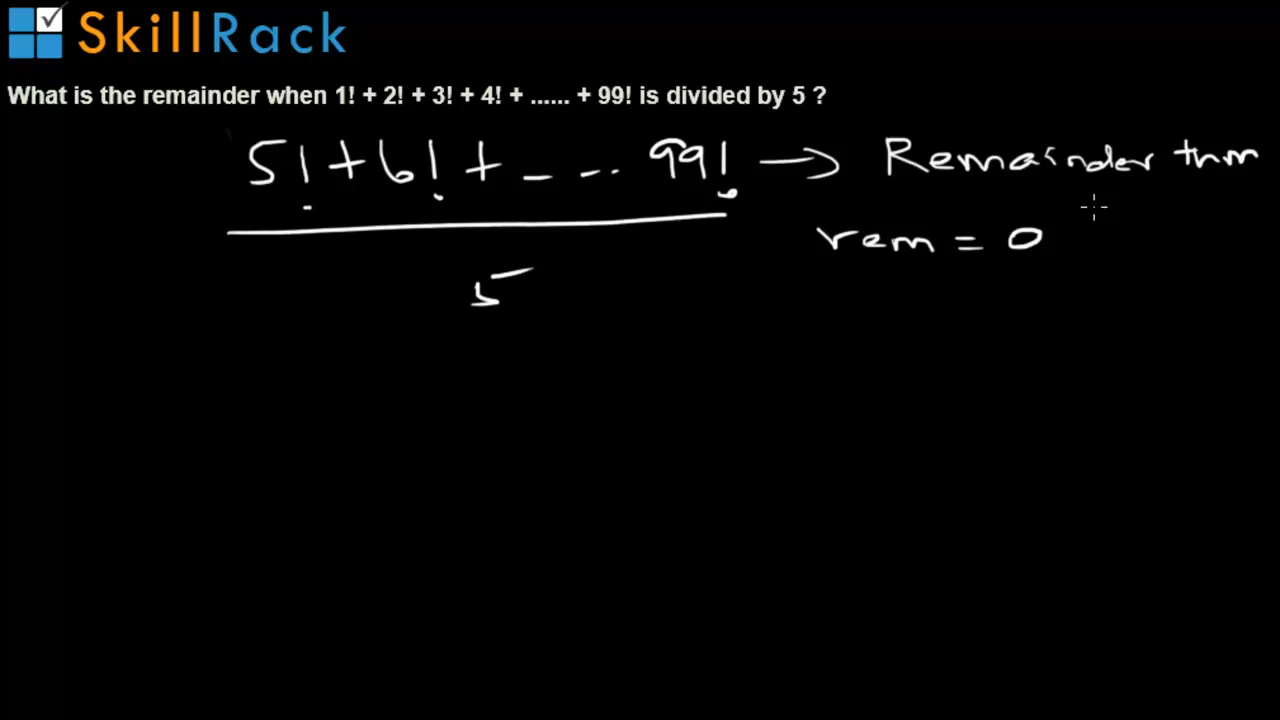 SkillRack
What is the remainder when 1! + 2! + 3! + 4! + ...... + 99! is divided by 5 ?
5! + 6! + - -.. 99! → Remainder thm
5
rem = 0